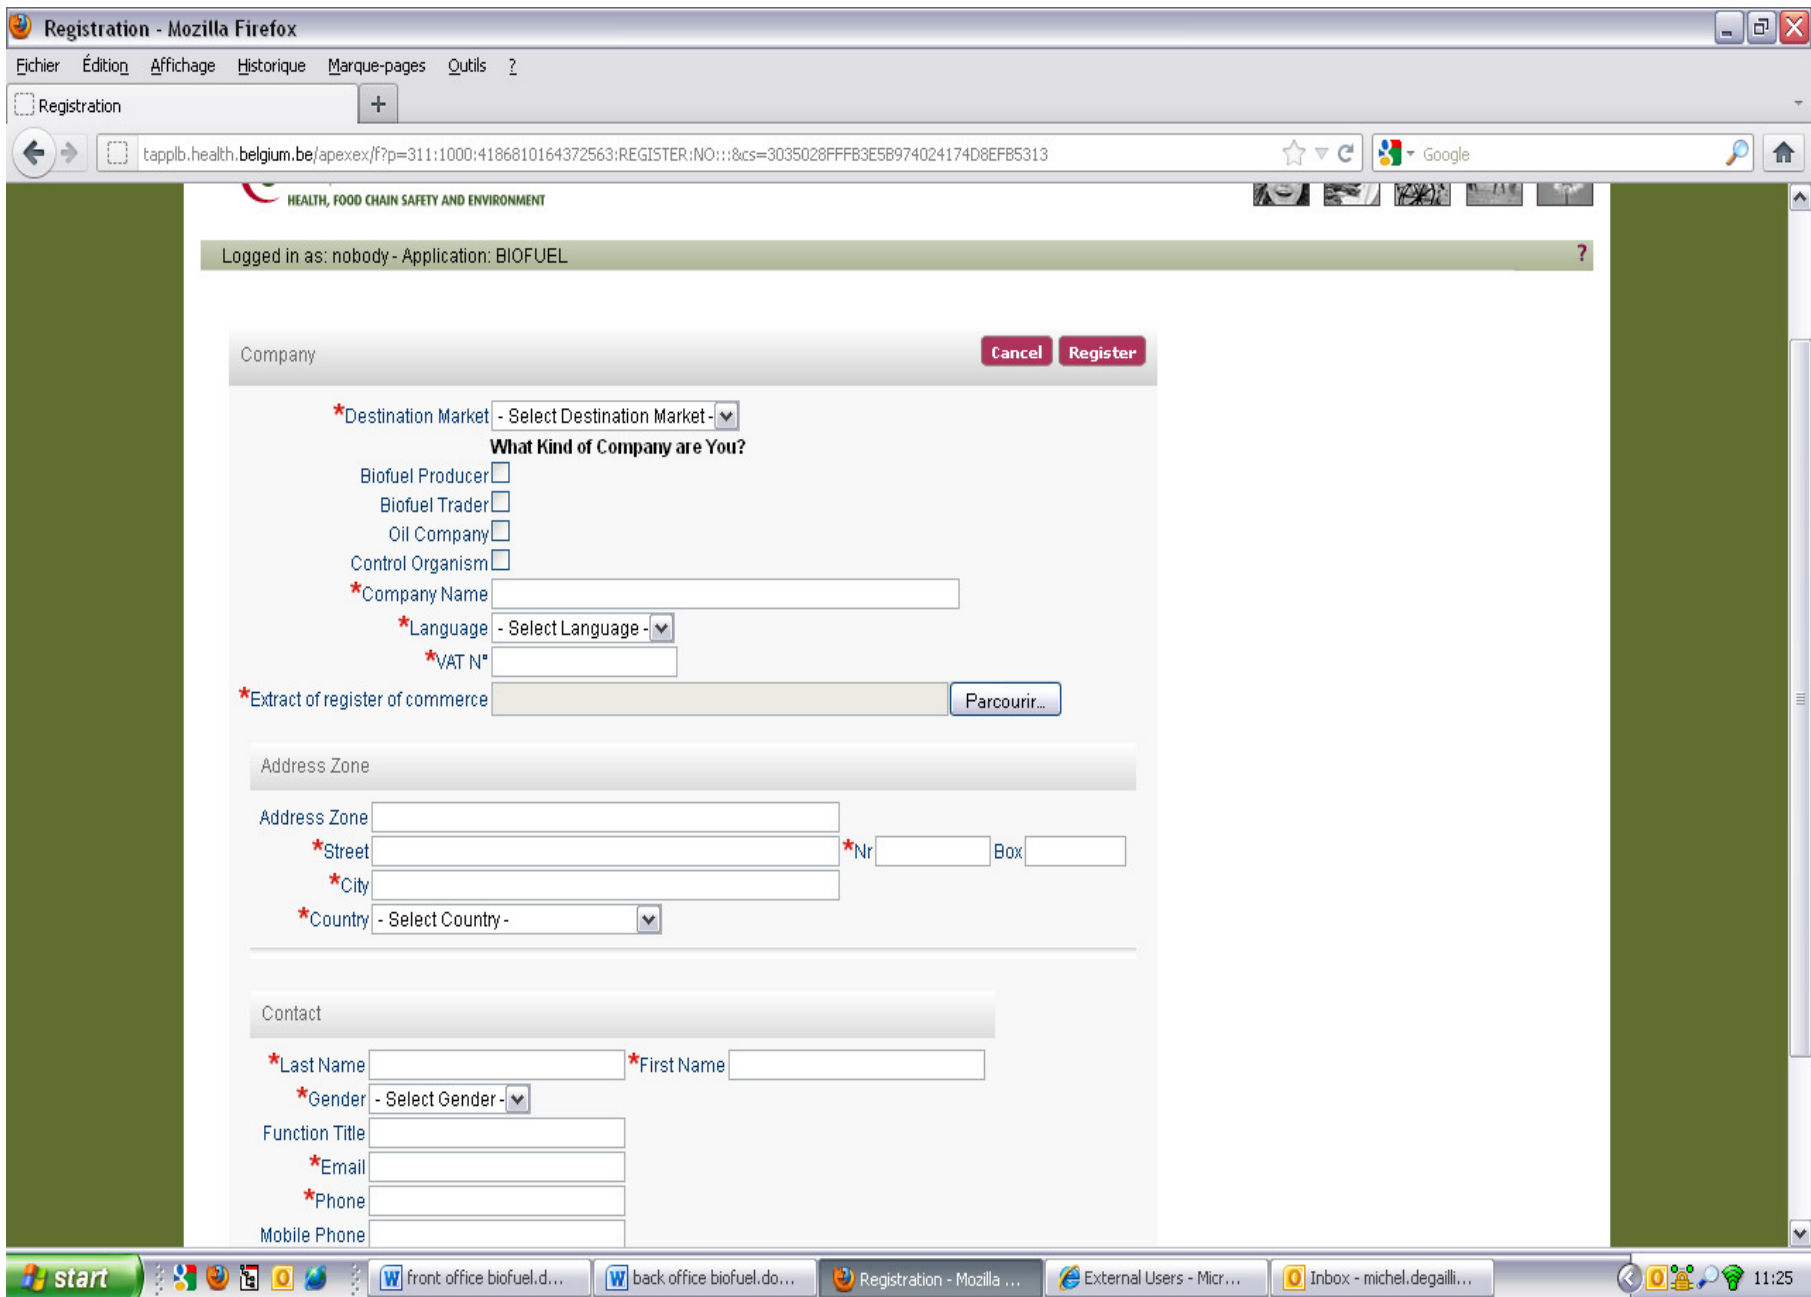 Registration - Mozilla Firefox
Fichier Édition Affichage Historique Marque-pages Outils ?
Registration +
tapplb.health.belgium.be/apexex/f?p=311:1000:4186810164372563:REGISTER:NO:::&cs=3035028FFFB3E5B974024174D8EFB5313 Google
HEALTH, FOOD CHAIN SAFETY AND ENVIRONMENT
Logged in as: nobody - Application: BIOFUEL ?
Company Cancel Register
*Destination Market - Select Destination Market -
What Kind of Company are You?
Biofuel Producer
Biofuel Trader
Oil Company
Control Organism
*Company Name
*Language - Select Language -
*VAT N°
*Extract of register of commerce Parcourir...
Address Zone
Address Zone
*Street *Nr Box
*City
*Country - Select Country -
Contact
*Last Name *First Name
*Gender - Select Gender -
Function Title
*Email
*Phone
Mobile Phone
start front office biofuel.d... back office biofuel.do... Registration - Mozilla ... External Users - Micr... Inbox - michel.degailli... 11:25